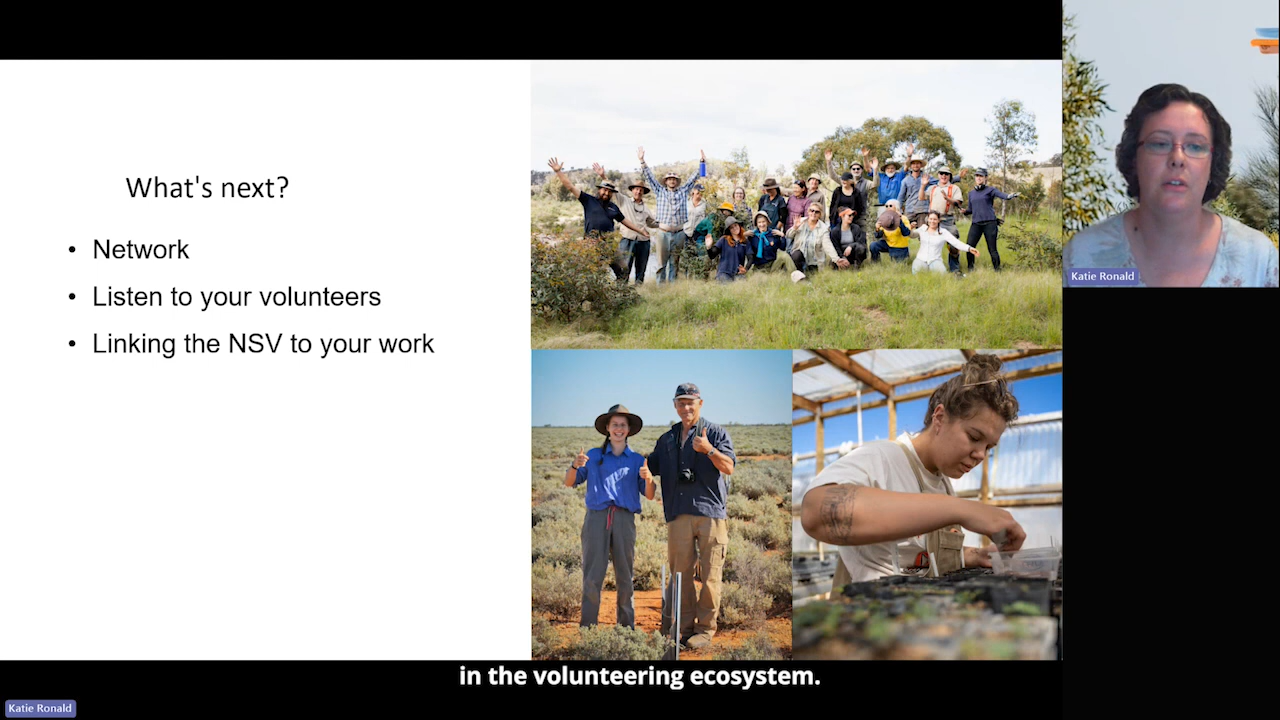 What's next?
• Network
• Listen to your volunteers
• Linking the NSV to your work
Katie Ronald
in the volunteering ecosystem.
Katie Ronald